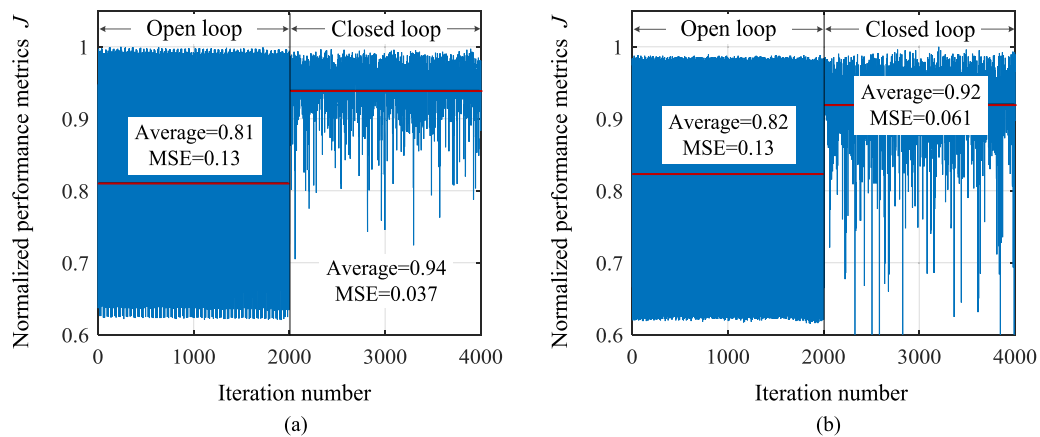 Open loop
Closed loop
Normalized performance metrics J
1
0.9
0.8
0.7
0.6
Average=0.81
MSE=0.13
Average=0.94
MSE=0.037
0
1000
2000
3000
4000
Iteration number
(a)
Open loop
Closed loop
Normalized performance metrics J
1
0.9
0.8
0.7
0.6
Average=0.82
MSE=0.13
Average=0.92
MSE=0.061
0
1000
2000
3000
4000
Iteration number
(b)